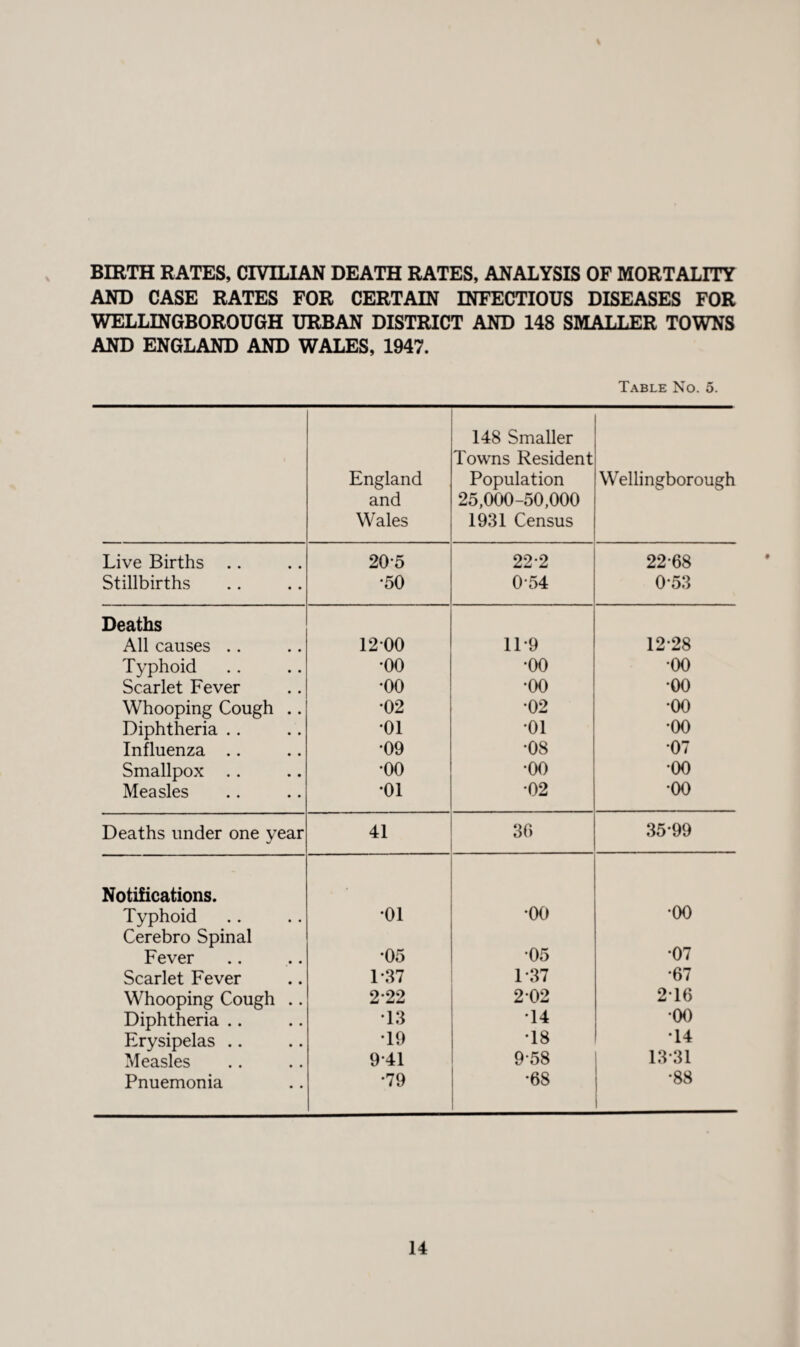 BIRTH RATES, CIVILIAN DEATH RATES, ANALYSIS OF MORTALITY
AND CASE RATES FOR CERTAIN INFECTIOUS DISEASES FOR
WELLINGBOROUGH URBAN DISTRICT AND 148 SMALLER TOWNS
AND ENGLAND AND WALES, 1947.
TABLE NO. 5.
England and Wales | 148 Smaller Towns Resident Population 25,000-50,000 1931 Census | Wellingborough
Live Births .. .. 20·5 22·2 22·68
Stillbirths .. .. ·50 0·54 0·53
Deaths
All causes .. .. 12·00 11·9 12·28
Typhoid .. .. ·00 ·00 ·00
Scarlet Fever .. ·00 ·00 ·00
Whooping Cough .. ·02 ·02 ·00
Diphtheria .. .. ·01 ·01 ·00
Influenza .. .. ·09 ·08 ·07
Smallpox .. .. ·00 ·00 ·00
Measles .. .. ·01 ·02 ·00
Deaths under one year 41 36 35·99
Notifications.
Typhoid .. .. ·01 ·00 ·00
Cerebro Spinal
Fever .. .. ·05 ·05 ·07
Scarlet Fever .. 1·37 1·37 ·67
Whooping Cough .. 2·22 2·02 2·16
Diphtheria .. .. ·13 ·14 ·00
Erysipelas .. .. ·19 ·18 ·14
Measles .. .. 9·41 9·58 13·31
Pnuemonia .. ·79 ·68 ·88
14